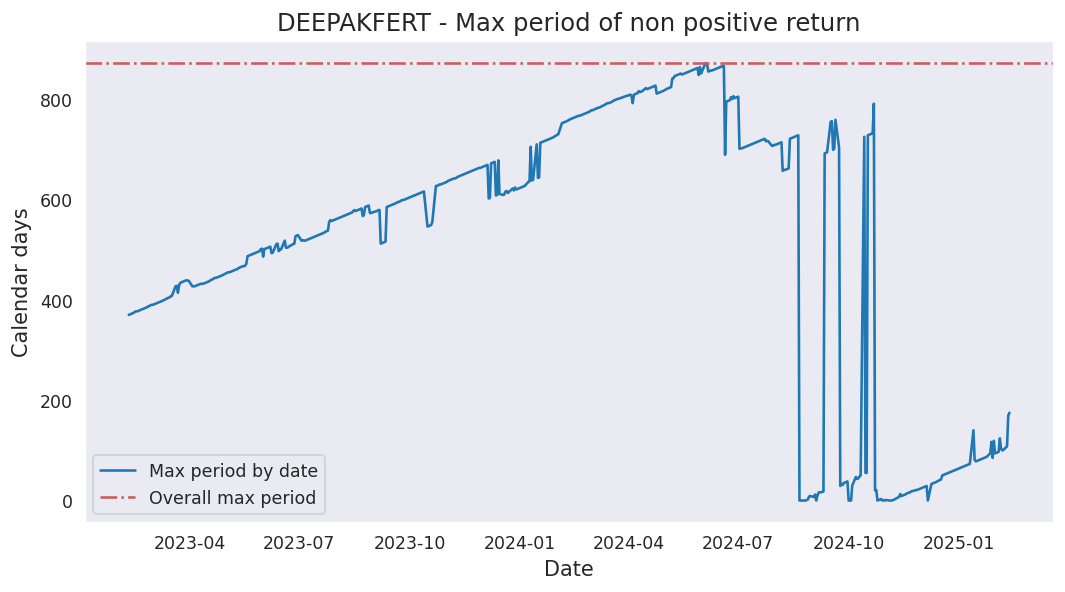 DEEPAKFERT - Max period of non positive return
Calendar days
800
600
400
200
0
Max period by date
Overall max period
2023-04 2023-07 2023-10 2024-01 2024-04 2024-07 2024-10 2025-01
Date